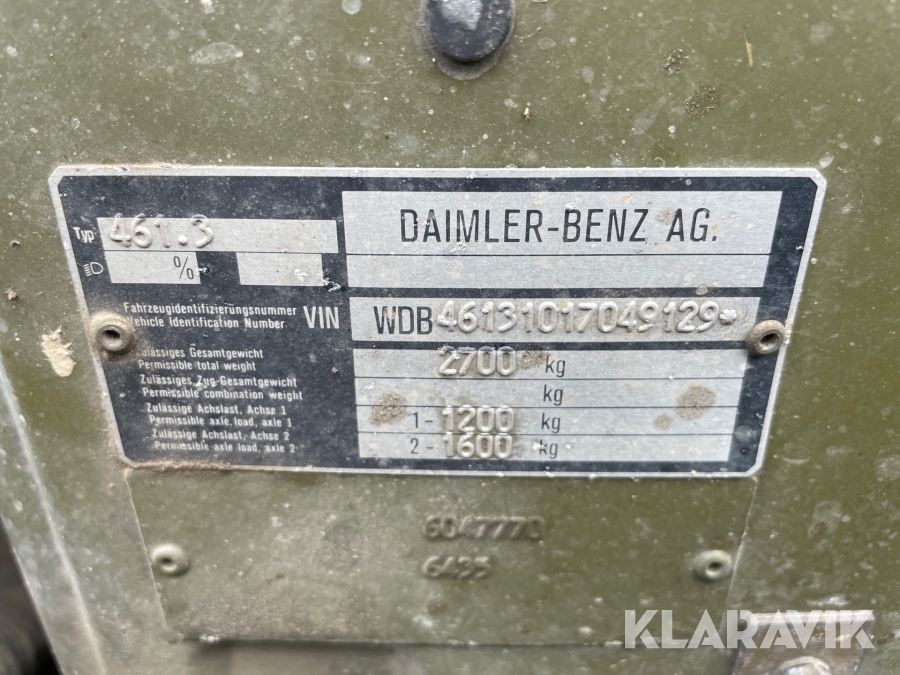 Typ 461.3
DAIMLER-BENZ AG.
%
Fahrzeugidentifizierungsnummer
Vehicle Identification Number VIN WDB46131017049129*
Zulässiges Gesamtgewicht
Permissible total weight 2700 kg
Zulässiges Zug-Gesamtgewicht
Permissible combination weight kg
Zulässige Achslast, Achse 1
Permissible axle load, axle 1 1-1200 kg
Zulässige Achslast, Achse 2
Permissible axle load, axle 2 2-1600 kg
6047770
6435
KLARAVIK